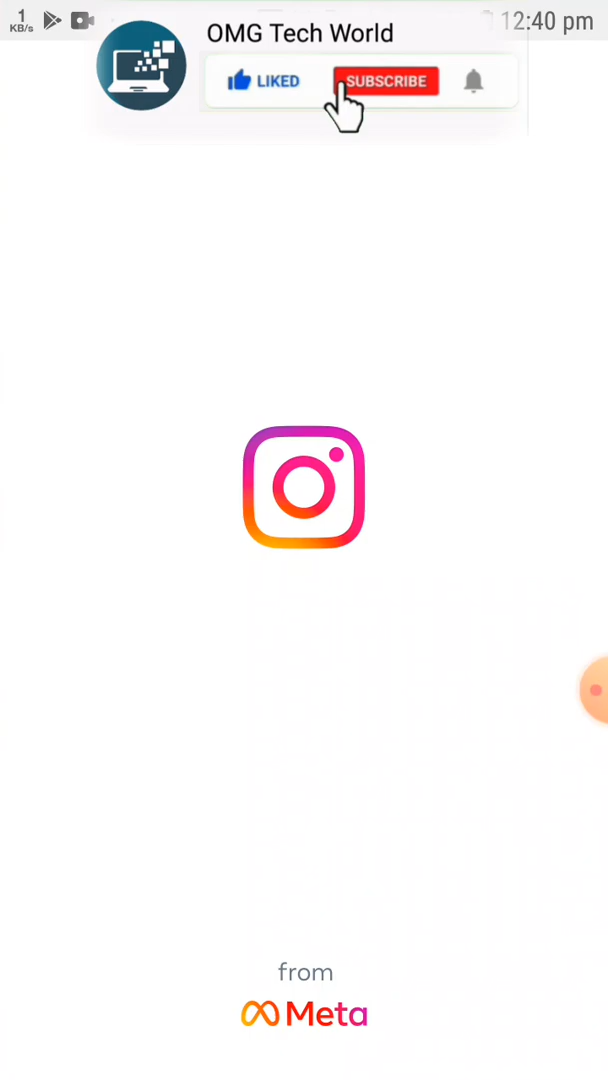 1
KB/s
12:40 pm
OMG Tech World
LIKED
SUBSCRIBE
from
Meta